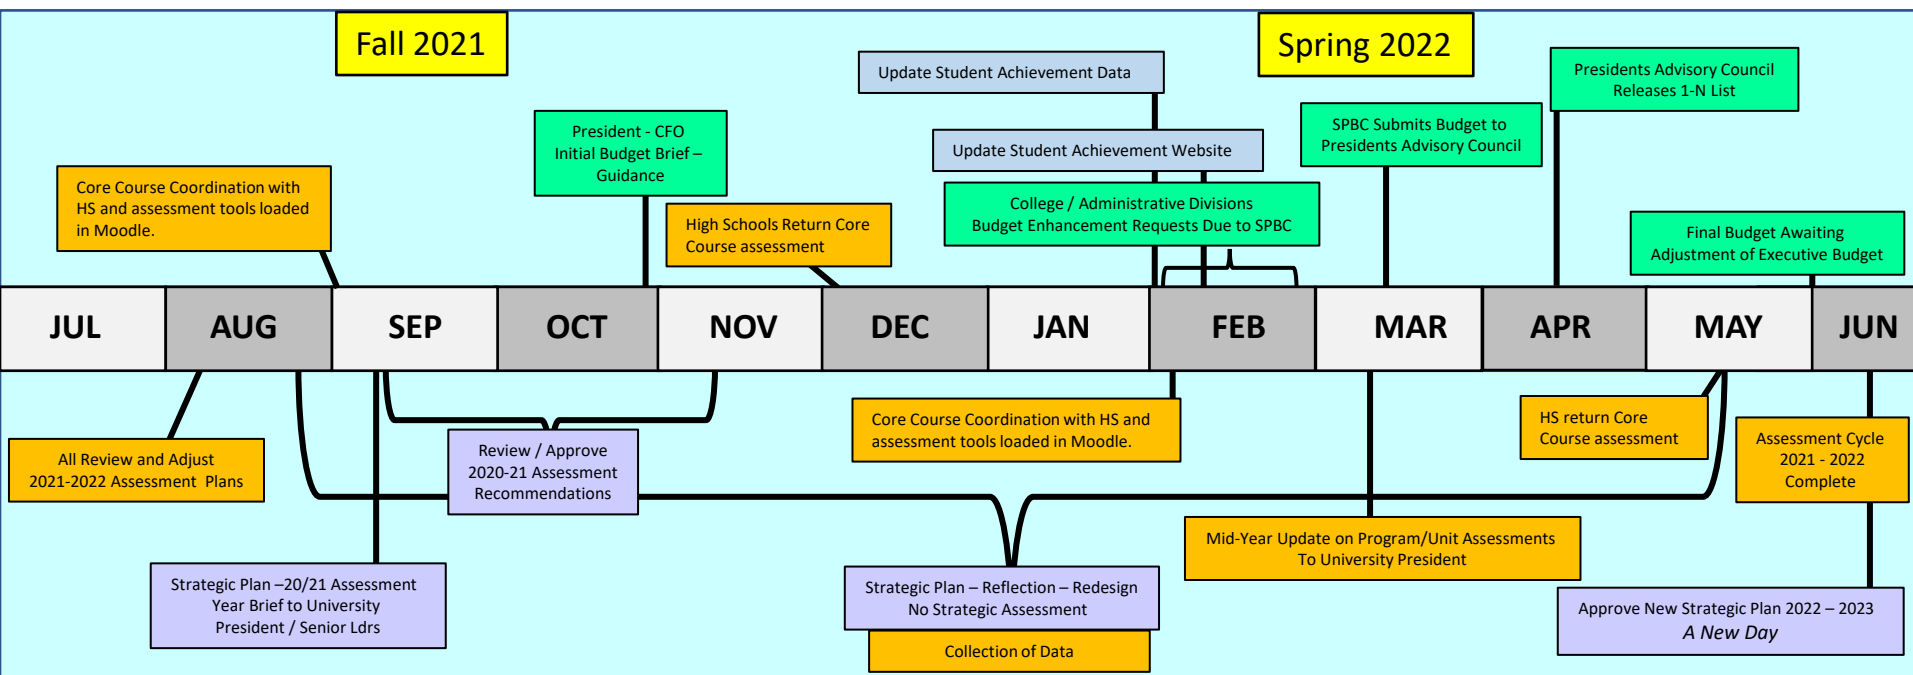 Fall 2021
Spring 2022
Update Student Achievement Data
Presidents Advisory Council
Releases 1-N List
President - CFO
Initial Budget Brief –
Guidance
Update Student Achievement Website
SPBC Submits Budget to
Presidents Advisory Council
Core Course Coordination with
HS and assessment tools loaded
in Moodle.
High Schools Return Core
Course assessment
College / Administrative Divisions
Budget Enhancement Requests Due to SPBC
Final Budget Awaiting
Adjustment of Executive Budget
JUL
AUG
SEP
OCT
NOV
DEC
JAN
FEB
MAR
APR
MAY
JUN
All Review and Adjust
2021-2022 Assessment Plans
Review / Approve
2020-21 Assessment
Recommendations
Core Course Coordination with HS and
assessment tools loaded in Moodle.
HS return Core
Course assessment
Assessment Cycle
2021 - 2022
Complete
Mid-Year Update on Program/Unit Assessments
To University President
Strategic Plan –20/21 Assessment
Year Brief to University
President / Senior Ldrs
Strategic Plan – Reflection – Redesign
No Strategic Assessment
Collection of Data
Approve New Strategic Plan 2022 – 2023
A New Day